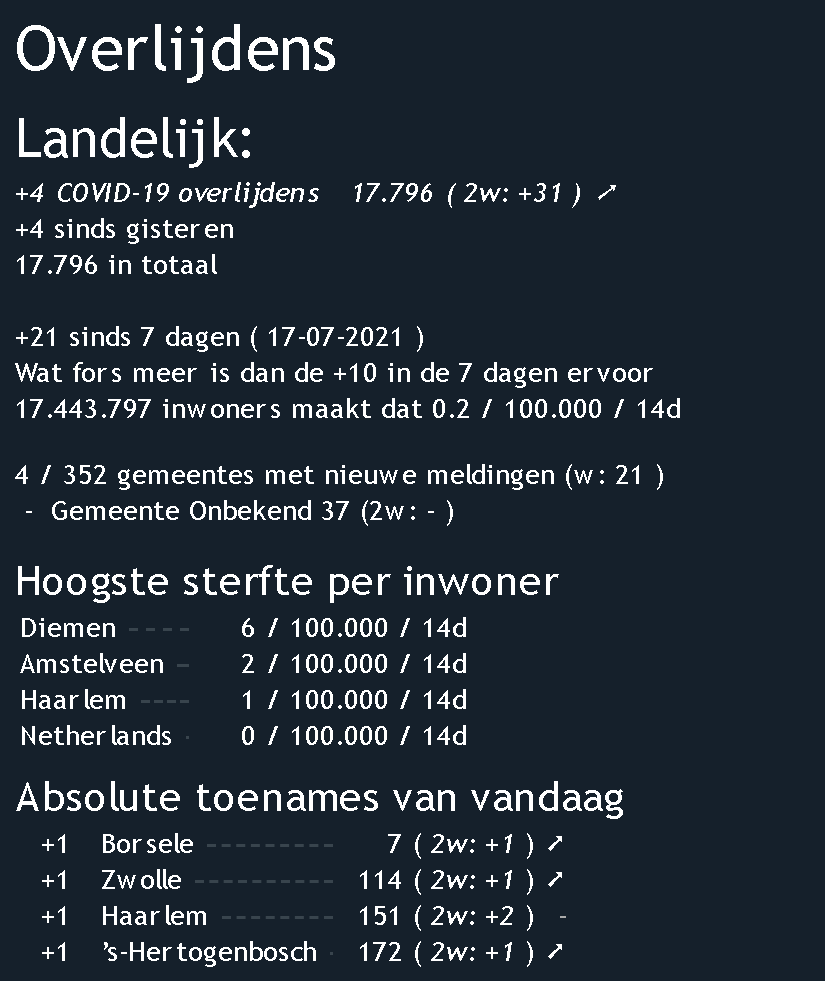 Overlijdens
Landelijk:
+4 COVID-19 overlijdens 17.796 ( 2w: +31 ) ↗
+4 sinds gisteren
17.796 in totaal
+21 sinds 7 dagen ( 17-07-2021 )
Wat fors meer is dan de +10 in de 7 dagen ervoor
17.443.797 inwoners maakt dat 0.2 / 100.000 / 14d
4 / 352 gemeentes met nieuwe meldingen (w: 21 )
- Gemeente Onbekend 37 (2w: - )
Hoogste sterfte per inwoner
Diemen ---- 6 / 100.000 / 14d
Amstelveen - 2 / 100.000 / 14d
Haarlem ---- 1 / 100.000 / 14d
Netherlands · 0 / 100.000 / 14d
Absolute toenames van vandaag
+1 Borsele --------- 7 ( 2w: +1 ) ↗
+1 Zwolle ---------- 114 ( 2w: +1 ) ↗
+1 Haarlem -------- 151 ( 2w: +2 ) -
+1 's-Hertogenbosch · 172 ( 2w: +1 ) ↗